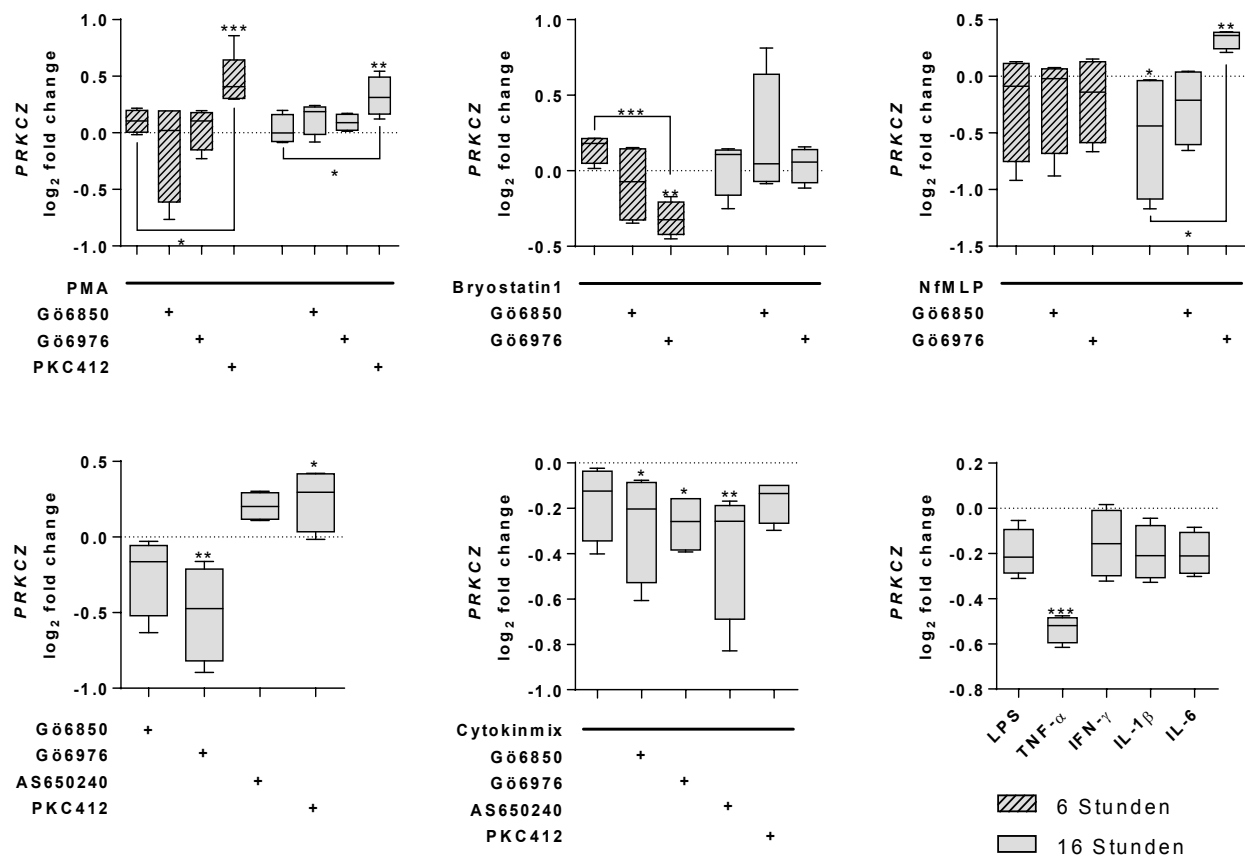 PRKCZ
log2 fold change
1.0
0.5
0.0
-0.5
-1.0
***
**
*
*
PMA
Gö6850 + +
Gö6976 + +
PKC412 + +
PRKCZ
log2 fold change
1.0
0.5
0.0
-0.5
***
**
Bryostatin1
Gö6850 + +
Gö6976 + +
PRKCZ
log2 fold change
0.5
0.0
-0.5
-1.0
-1.5
*
**
*
NfMLP
Gö6850 + +
Gö6976 + +
PRKCZ
log2 fold change
0.5
0.0
-0.5
-1.0
**
*
Gö6850 +
Gö6976 +
AS650240 +
PKC412 +
PRKCZ
log2 fold change
0.0
-0.2
-0.4
-0.6
-0.8
-1.0
*
*
**
Cytokinmix
Gö6850 +
Gö6976 +
AS650240 +
PKC412 +
PRKCZ
log2 fold change
0.2
0.0
-0.2
-0.4
-0.6
-0.8
***
LPS
TNF-α
IFN-γ
IL-1β
IL-6
6 Stunden
16 Stunden